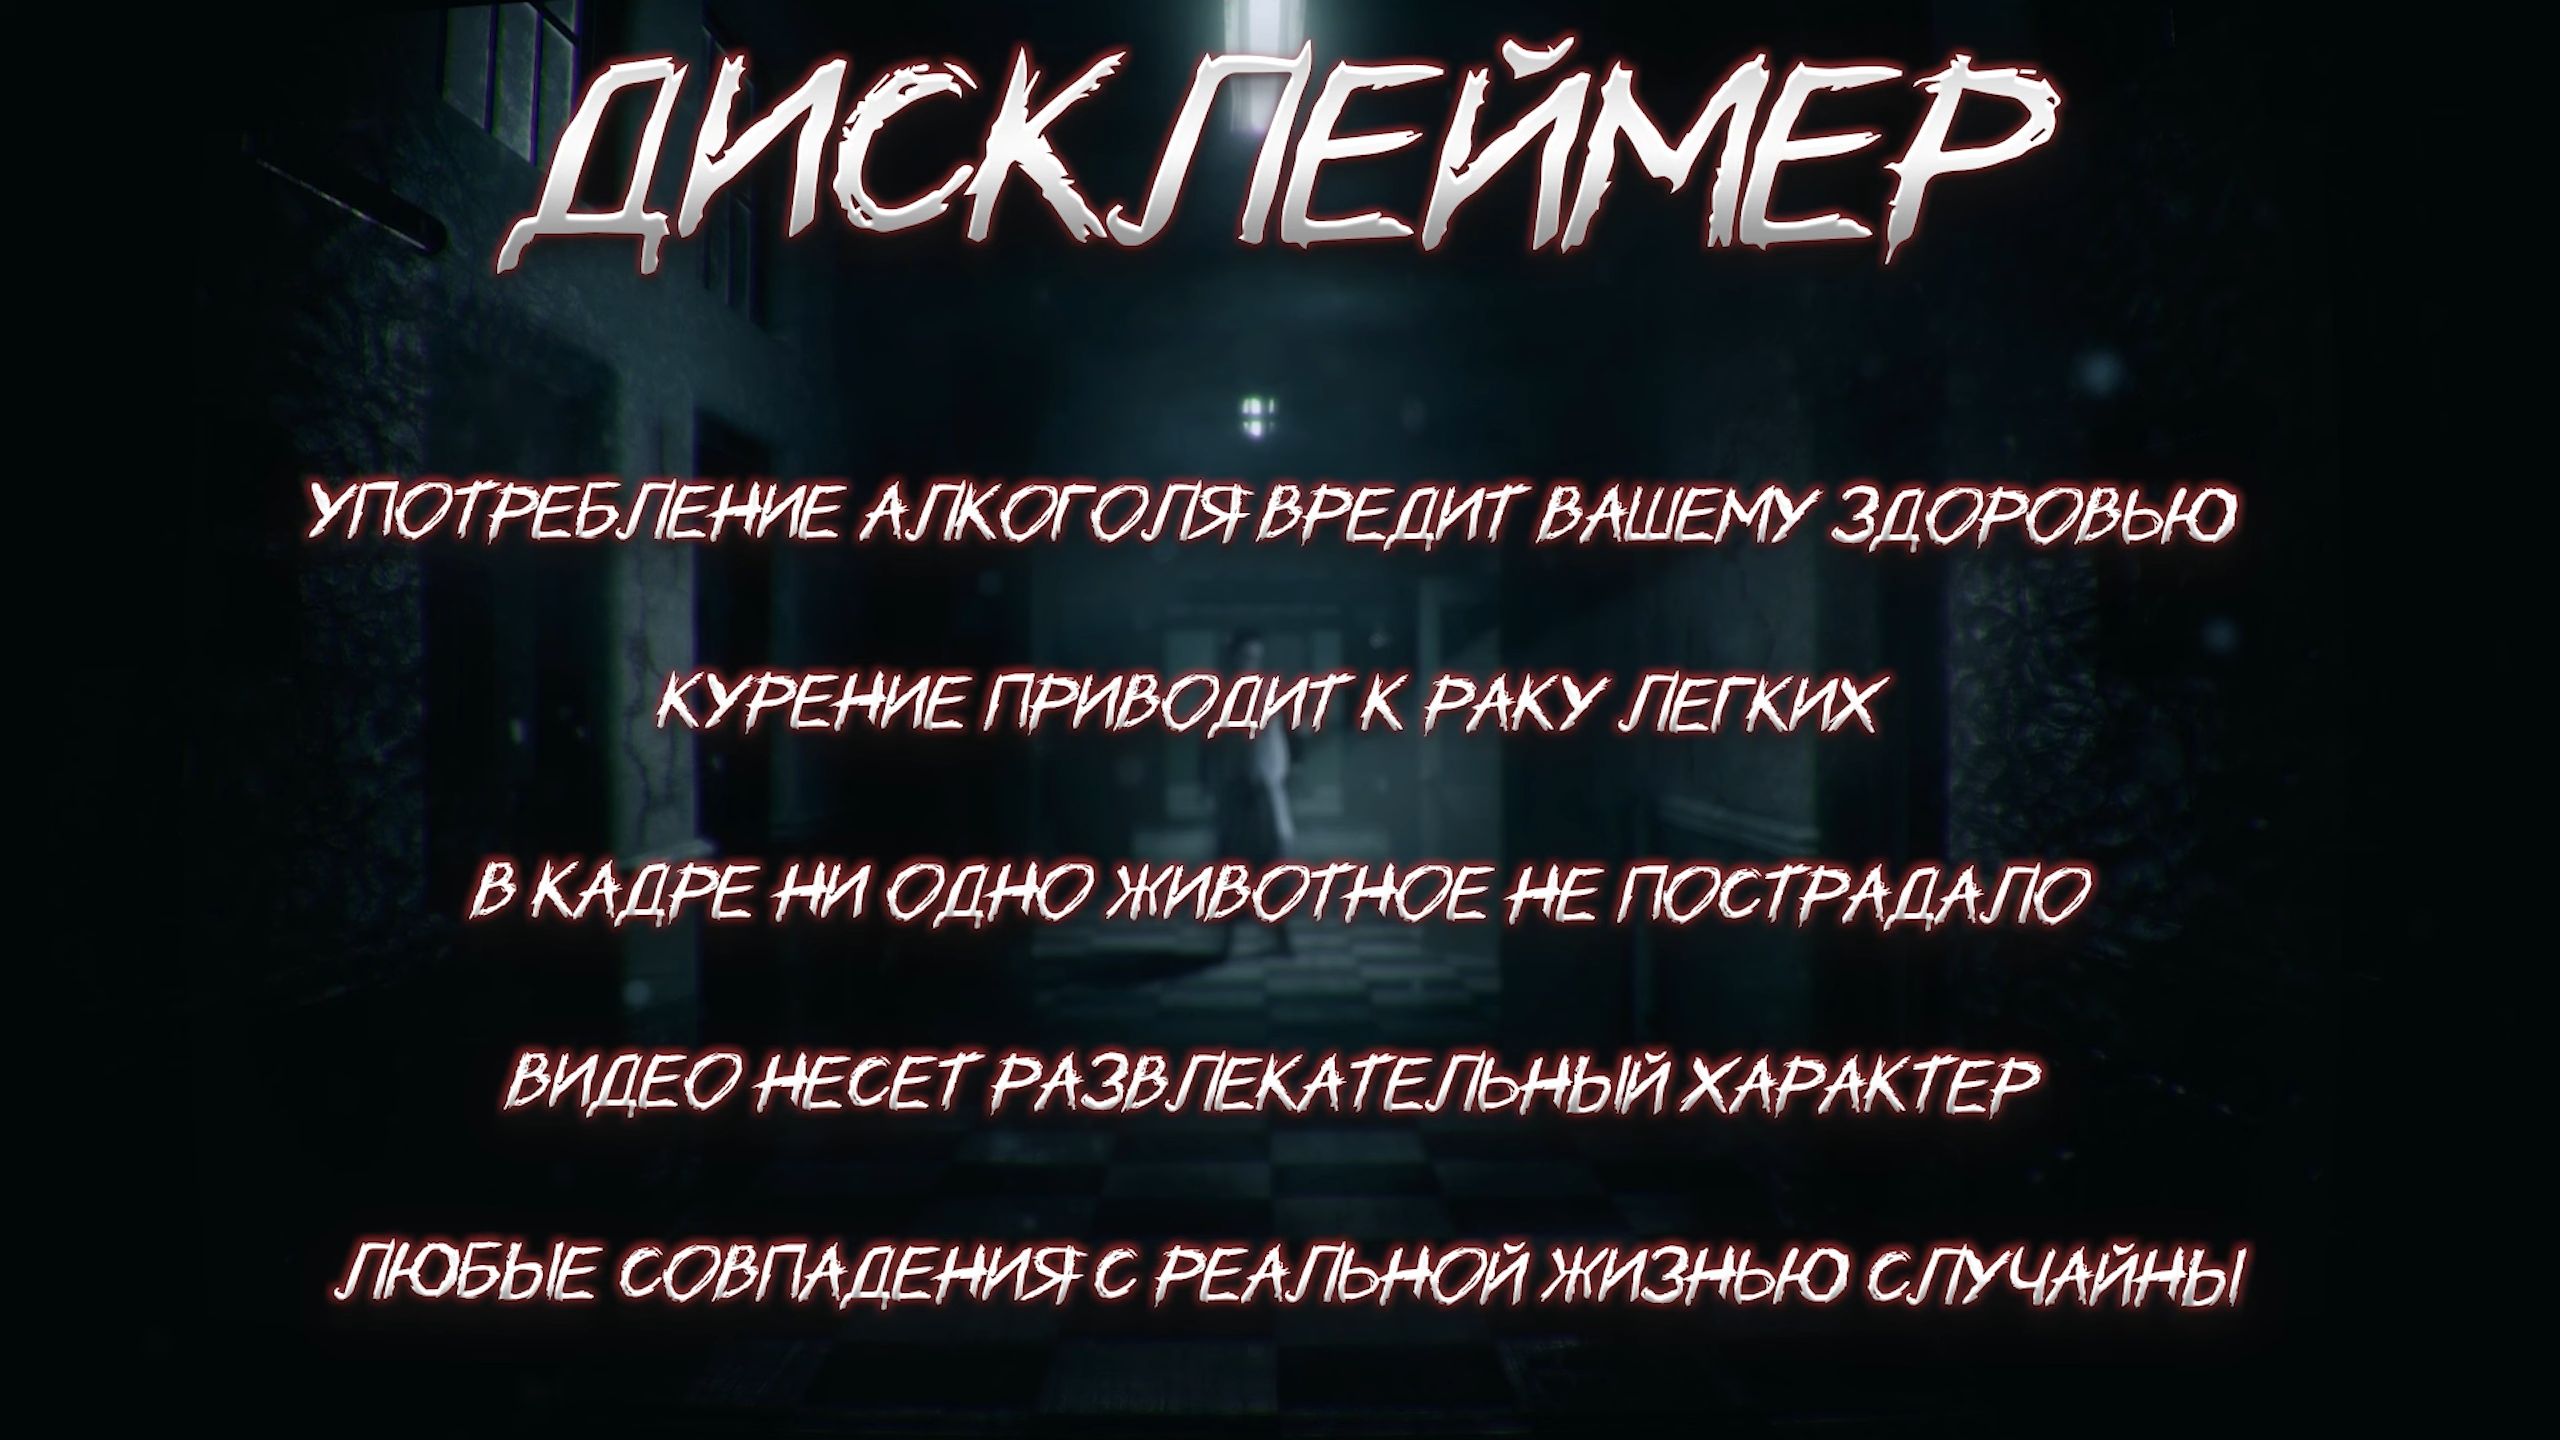 ДИСКЛЕЙМЕР
УПОТРЕБЛЕНИЕ АЛКОГОЛЯ ВРЕДИТ ВАШЕМУ ЗДОРОВЬЮ
КУРЕНИЕ ПРИВОДИТ К РАКУ ЛЕГКИХ
В КАДРЕ НИ ОДНО ЖИВОТНОЕ НЕ ПОСТРАДАЛО
ВИДЕО НЕСЕТ РАЗВЛЕКАТЕЛЬНЫЙ ХАРАКТЕР
ЛЮБЫЕ СОВПАДЕНИЯ С РЕАЛЬНОЙ ЖИЗНЬЮ СЛУЧАЙНЫ